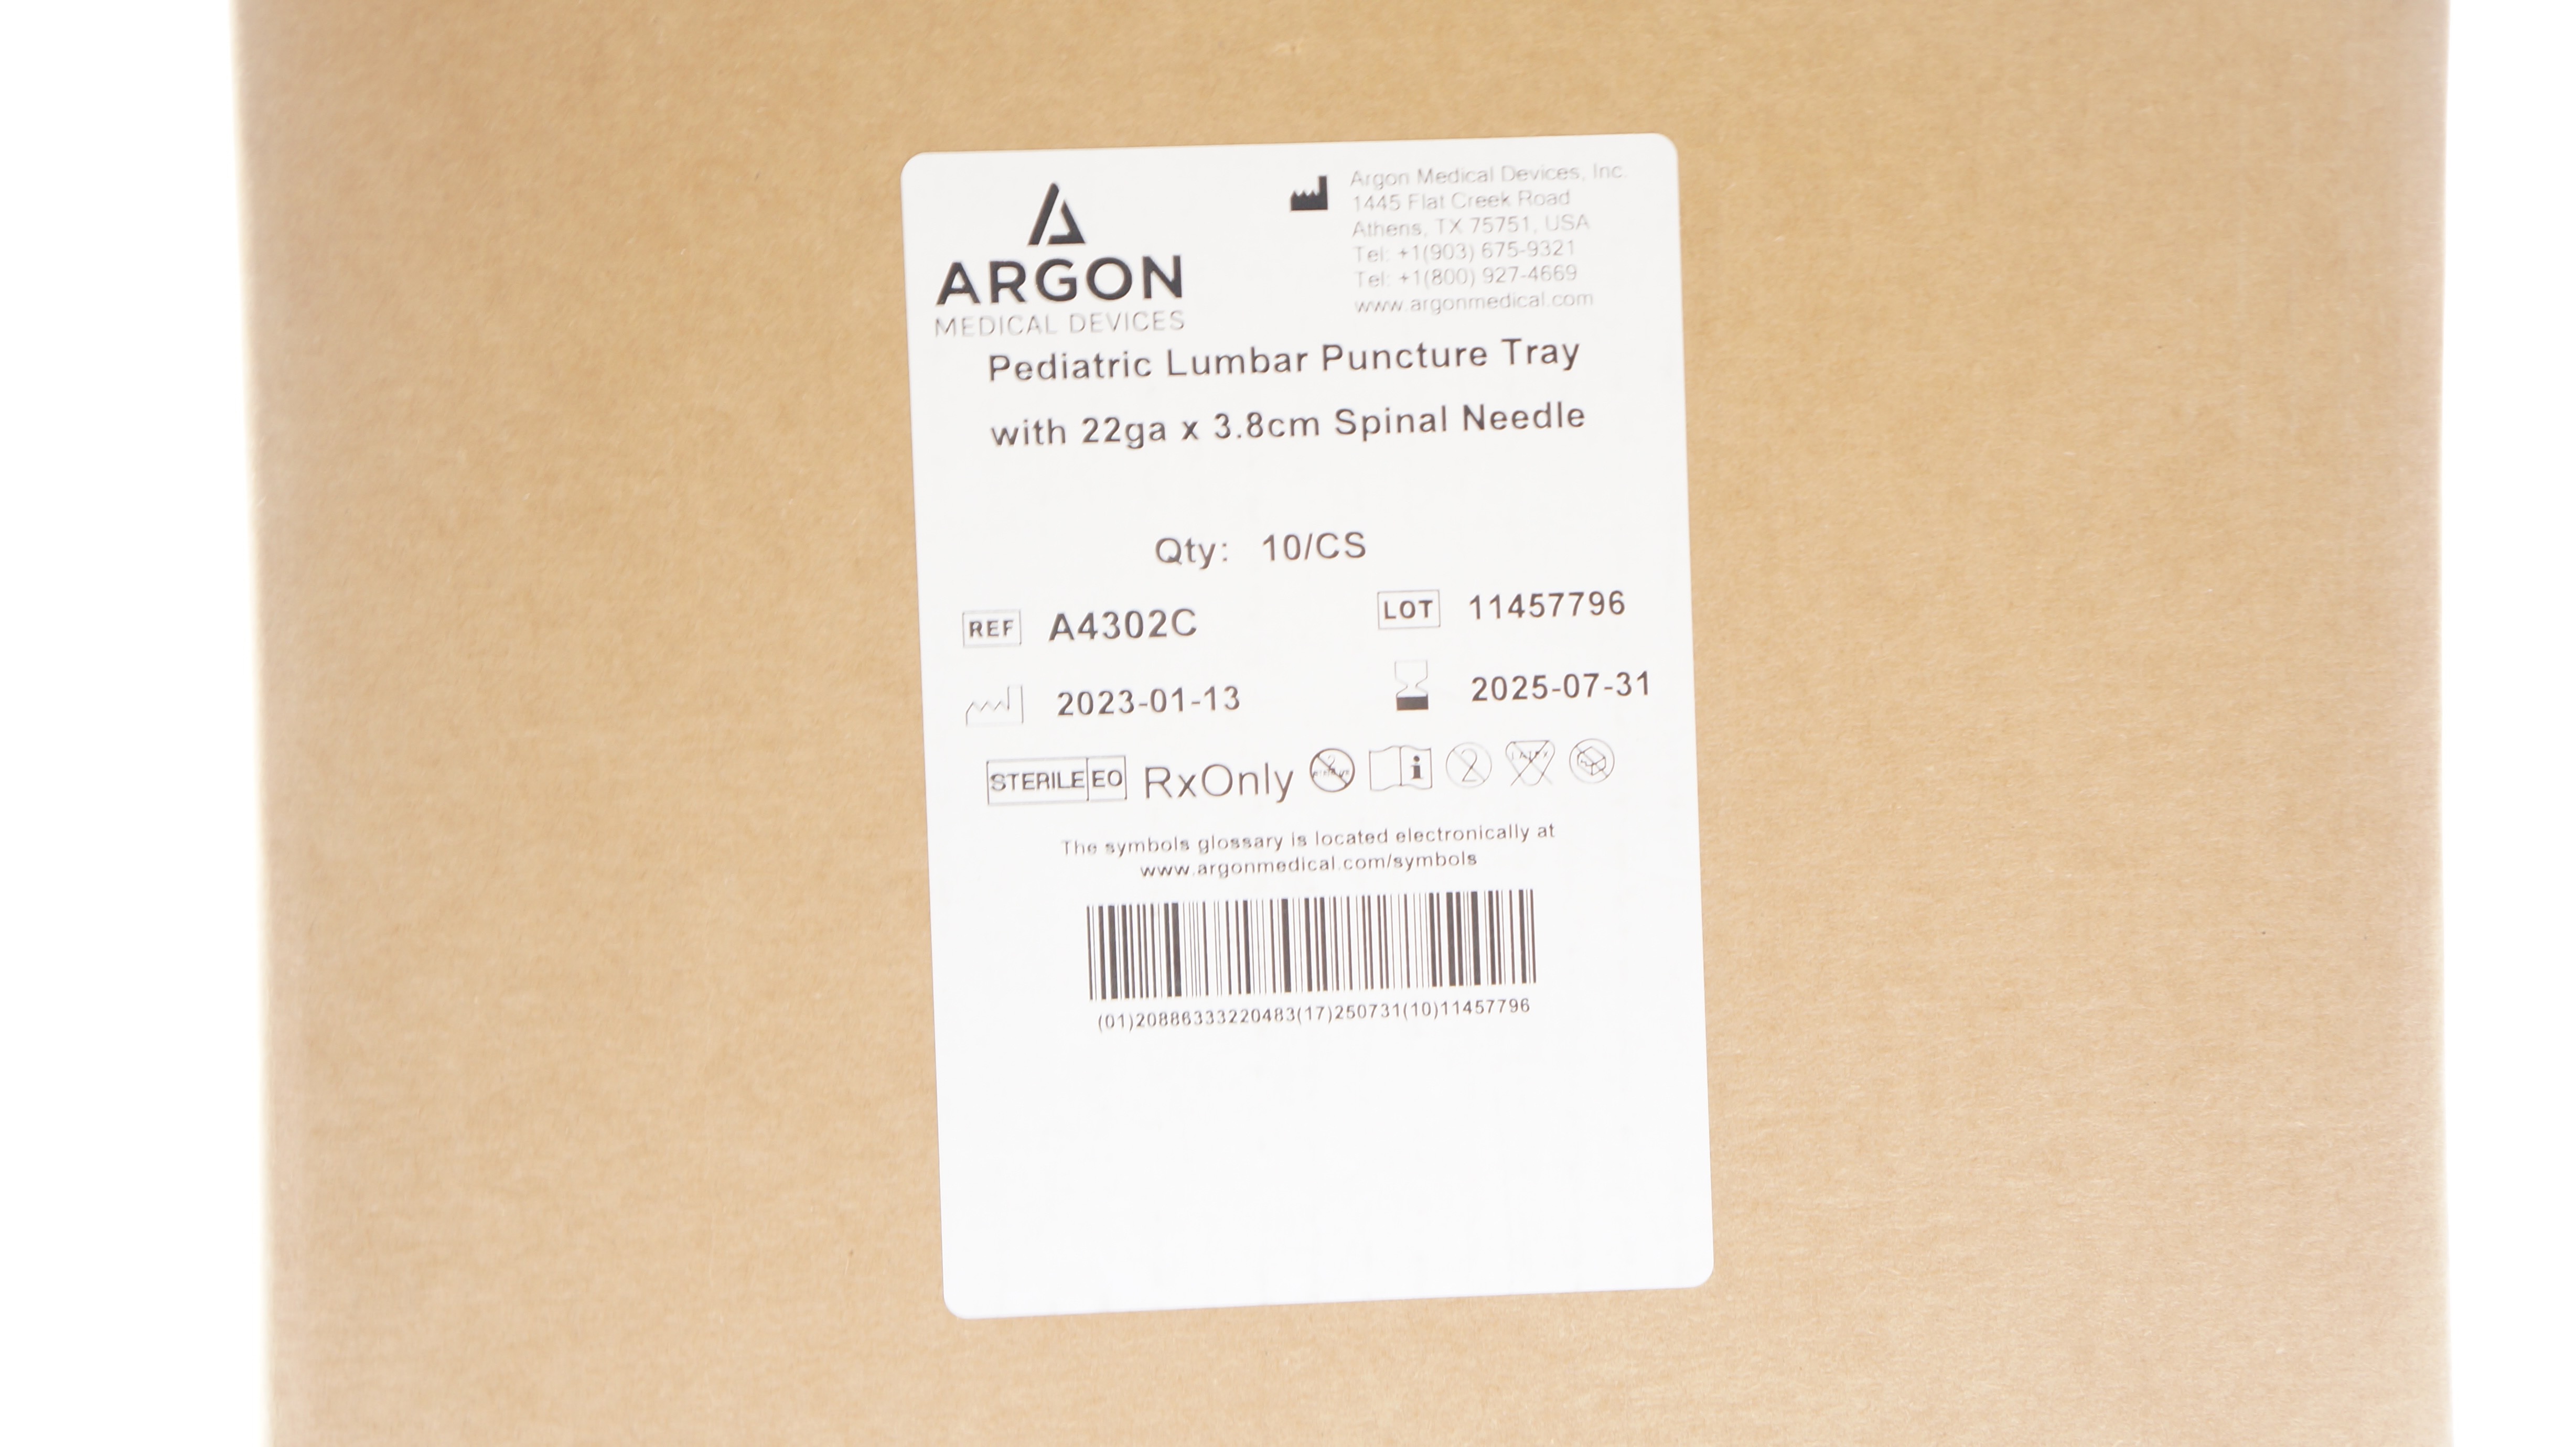 ARGON
MEDICAL DEVICES
Argon Medical Devices, Inc.
1445 Flat Creek Road
Athens, TX 75751, USA
Tel: +1(903) 675-9321
Tel: +1(800) 927-4669
www.argonmedical.com
Pediatric Lumbar Puncture Tray
with 22ga x 3.8cm Spinal Needle
Qty: 10/CS
REF A4302C
LOT 11457796
2023-01-13
2025-07-31
STERILE EO RxOnly
The symbols glossary is located electronically at
www.argonmedical.com/symbols
(01)20886333220483(17)250731(10)11457796